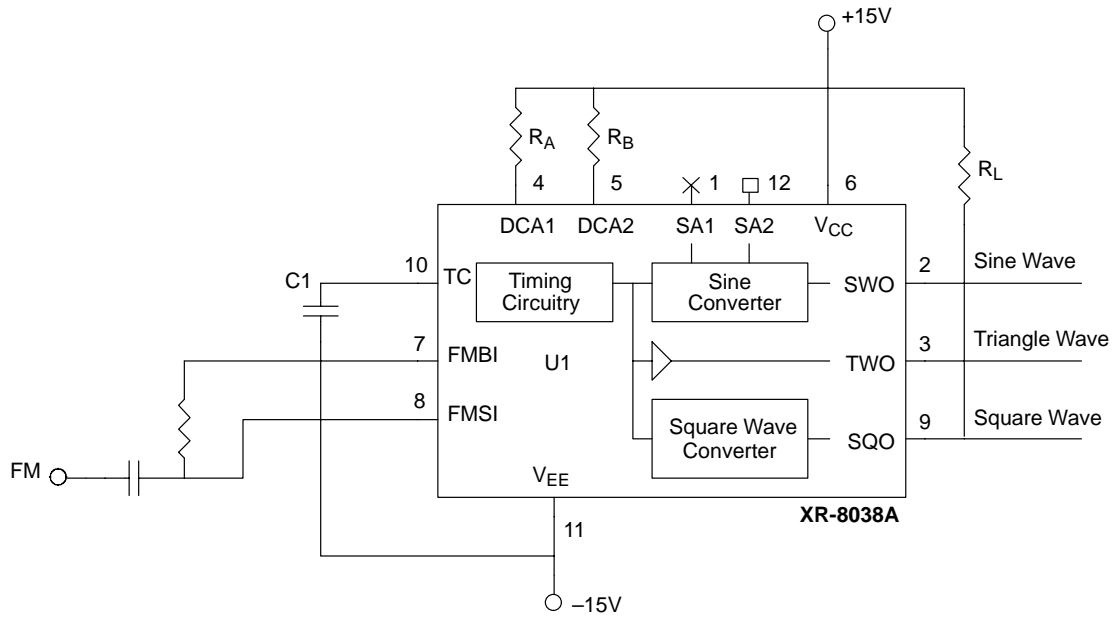 +15V
R_A
R_B
R_L
4
5
1
12
6
DCA1
DCA2
SA1
SA2
V_CC
10
TC
C1
Timing
Circuitry
Sine
Converter
SWO
2
Sine Wave
7
FMBI
U1
TWO
3
Triangle Wave
8
FMSI
Square Wave
Converter
SQO
9
Square Wave
FM
V_EE
XR-8038A
11
–15V